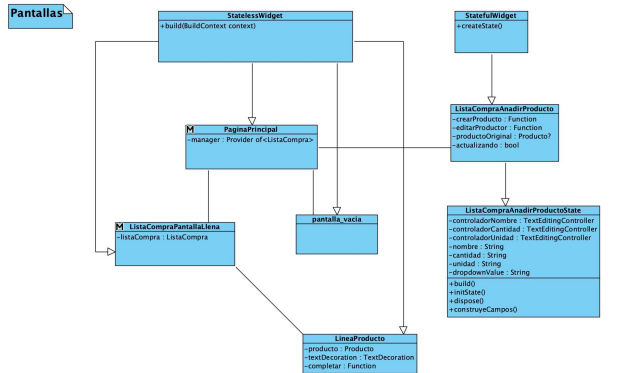 Pantallas
StatelessWidget
+build(BuildContext context)
StatefulWidget
+createState()
M PaginaPrincipal
-manager : Provider of<ListaCompra>
ListaCompraAnadirProducto
-crearProducto : Function
-editarProductor : Function
-productoOriginal : Producto?
-actualizando : bool
M ListaCompraPantallaLlena
-listaCompra : ListaCompra
pantalla_vacia
ListaCompraAnadirProductoState
-controladorNombre : TextEditingController
-controladorCantidad : TextEditingController
-controladorUnidad : TextEditingController
-nombre : String
-cantidad : String
-unidad : String
-dropdownValue : String
+build()
+initState()
+dispose()
+construyeCampos()
LineaProducto
-producto : Producto
-textDecoration : TextDecoration
-completar : Function